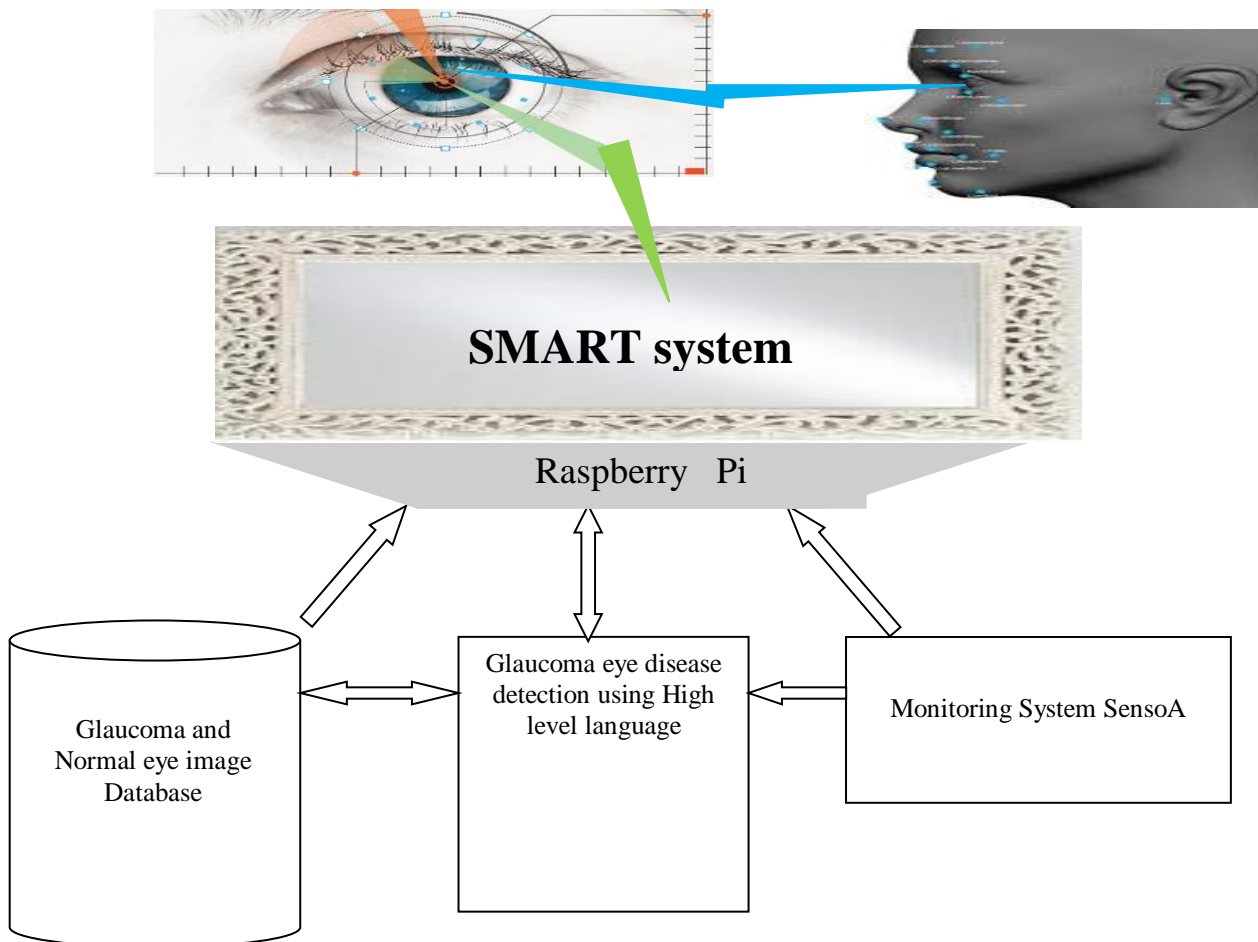 SMART system
Raspberry Pi
Glaucoma and
Normal eye image
Database
Glaucoma eye disease
detection using High
level language
Monitoring System SensoA